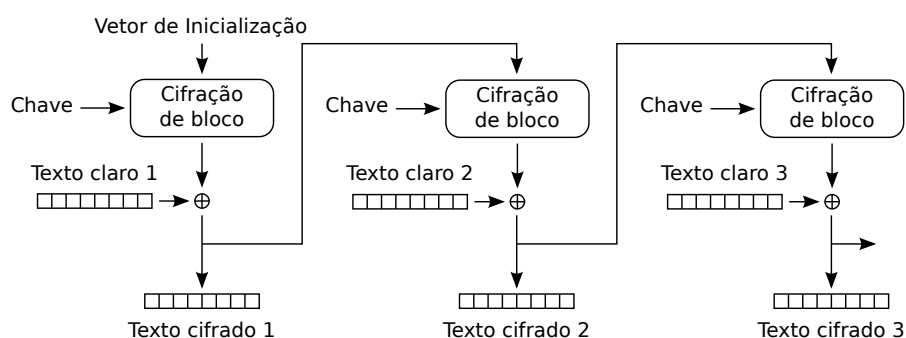 Vetor de Inicialização
Chave
Cifração
de bloco
Texto claro 1
Texto cifrado 1
Chave
Cifração
de bloco
Texto claro 2
Texto cifrado 2
Chave
Cifração
de bloco
Texto claro 3
Texto cifrado 3